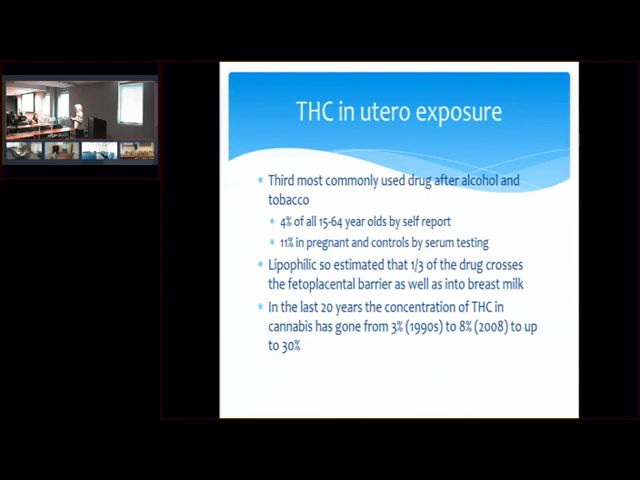 THC in utero exposure
Third most commonly used drug after alcohol and
tobacco
4% of all 15-64 year olds by self report
11% in pregnant and controls by serum testing
Lipophilic so estimated that 1/3 of the drug crosses
the fetoplacental barrier as well as into breast milk
In the last 20 years the concentration of THC in
cannabis has gone from 3% (1990s) to 8% (2008) to up
to 30%